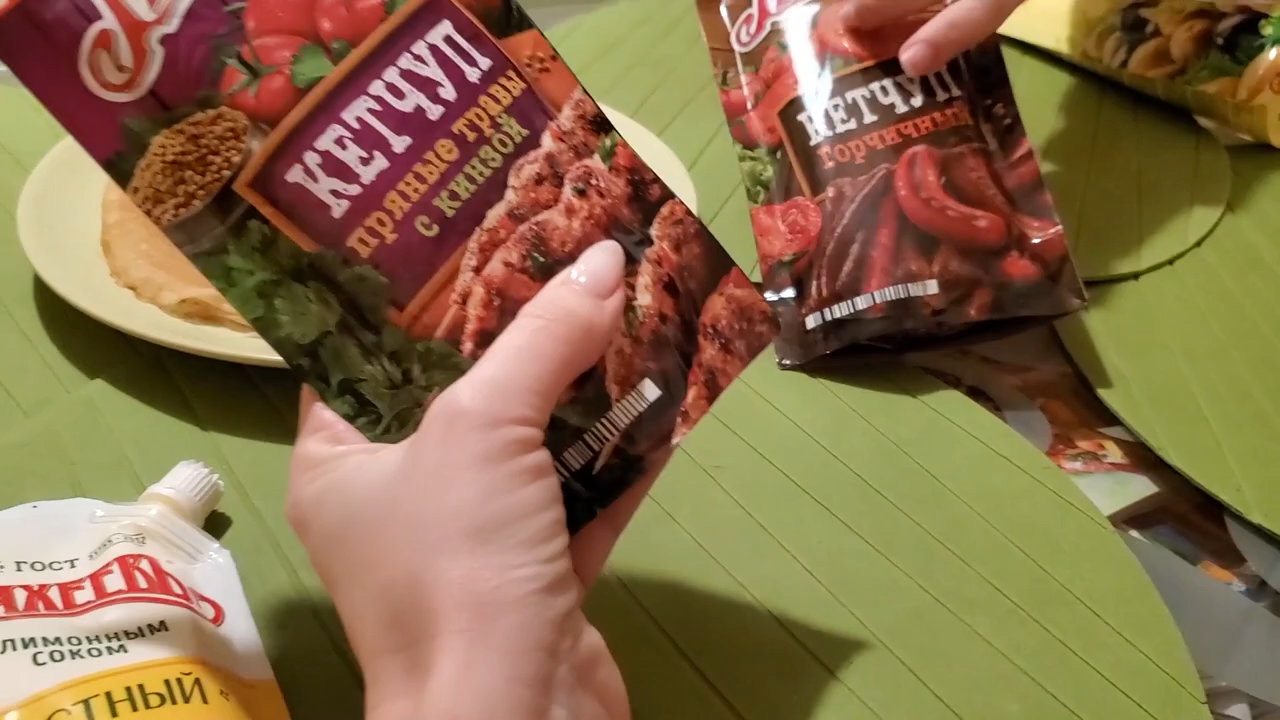 КЕТЧУП
пряные травы
с кинзой
КЕТЧУП
горчичный
ГОСТ
ЛИМОННЫМ
СОКОМ